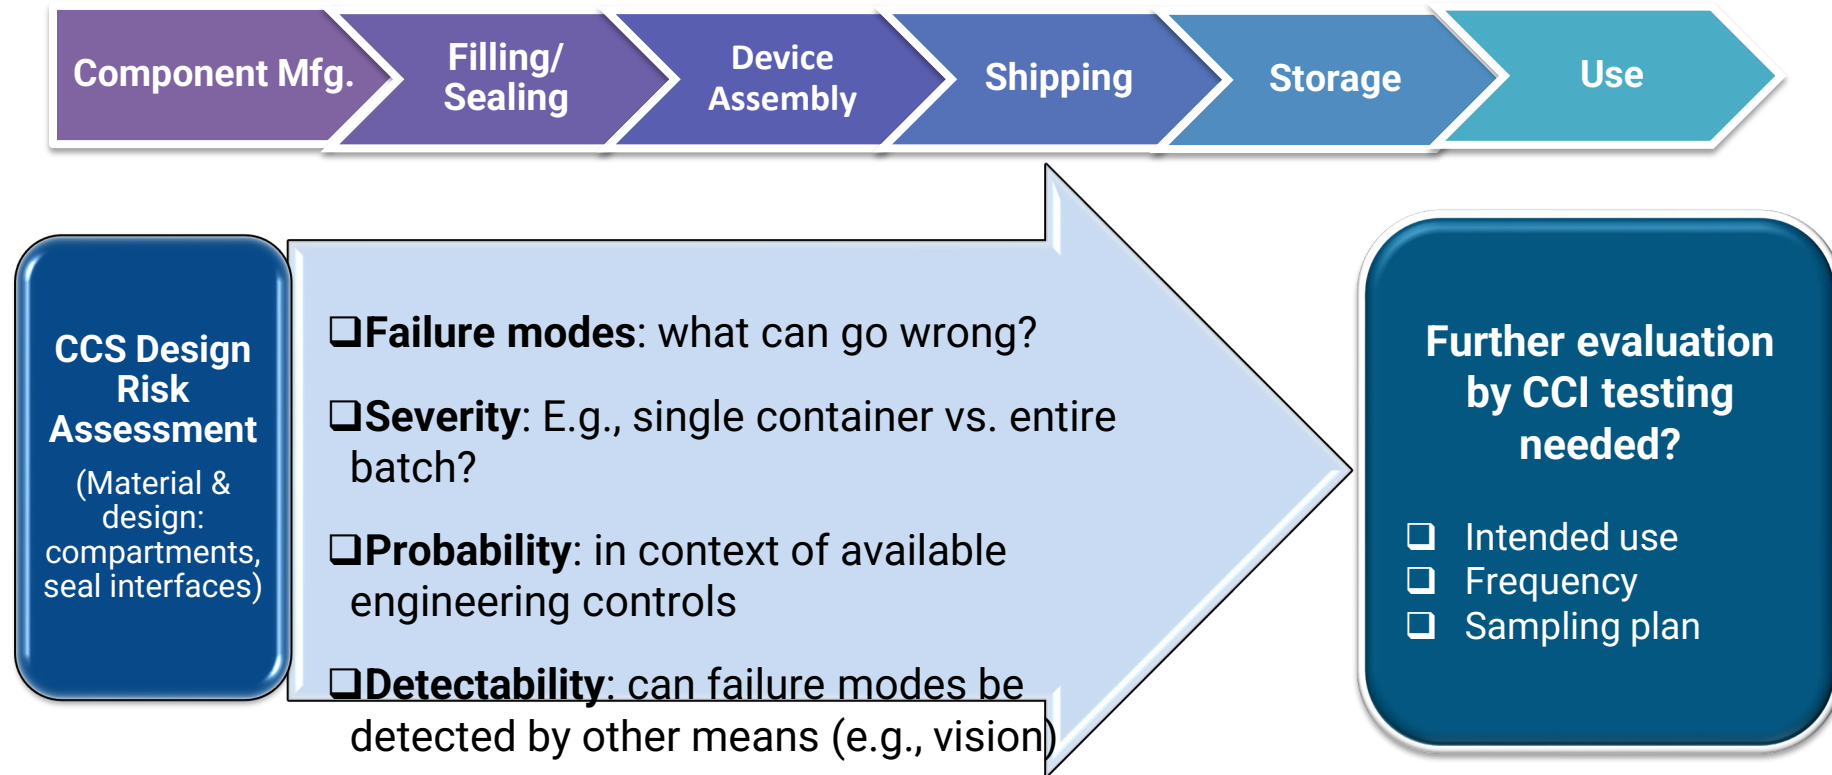 Component Mfg.
Filling/
Sealing
Device
Assembly
Shipping
Storage
Use
CCS Design
Risk
Assessment
(Material &
design:
compartments,
seal interfaces)
❑Failure modes: what can go wrong?
❑Severity: E.g., single container vs. entire
batch?
❑Probability: in context of available
engineering controls
❑Detectability: can failure modes be
detected by other means (e.g., vision)
Further evaluation
by CCI testing
needed?
❑ Intended use
❑ Frequency
❑ Sampling plan